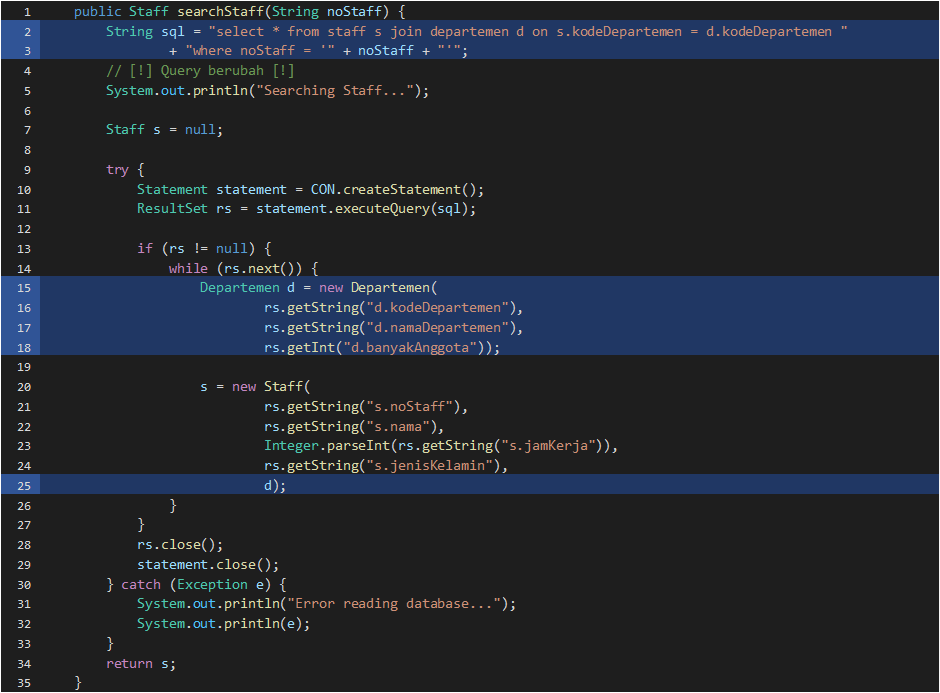 1 public Staff searchStaff(String noStaff) {
2 String sql = "select * from staff s join departemen d on s.kodeDepartemen = d.kodeDepartemen "
3 + "where noStaff = '" + noStaff + "'";
4 // [!] Query berubah [!]
5 System.out.println("Searching Staff...");
6
7 Staff s = null;
8
9 try {
10 Statement statement = CON.createStatement();
11 ResultSet rs = statement.executeQuery(sql);
12
13 if (rs != null) {
14 while (rs.next()) {
15 Departemen d = new Departemen(
16 rs.getString("d.kodeDepartemen"),
17 rs.getString("d.namaDepartemen"),
18 rs.getInt("d.banyakAnggota"));
19
20 s = new Staff(
21 rs.getString("s.noStaff"),
22 rs.getString("s.nama"),
23 Integer.parseInt(rs.getString("s.jamKerja")),
24 rs.getString("s.jenisKelamin"),
25 d);
26 }
27 }
28 rs.close();
29 statement.close();
30 } catch (Exception e) {
31 System.out.println("Error reading database...");
32 System.out.println(e);
33 }
34 return s;
35 }